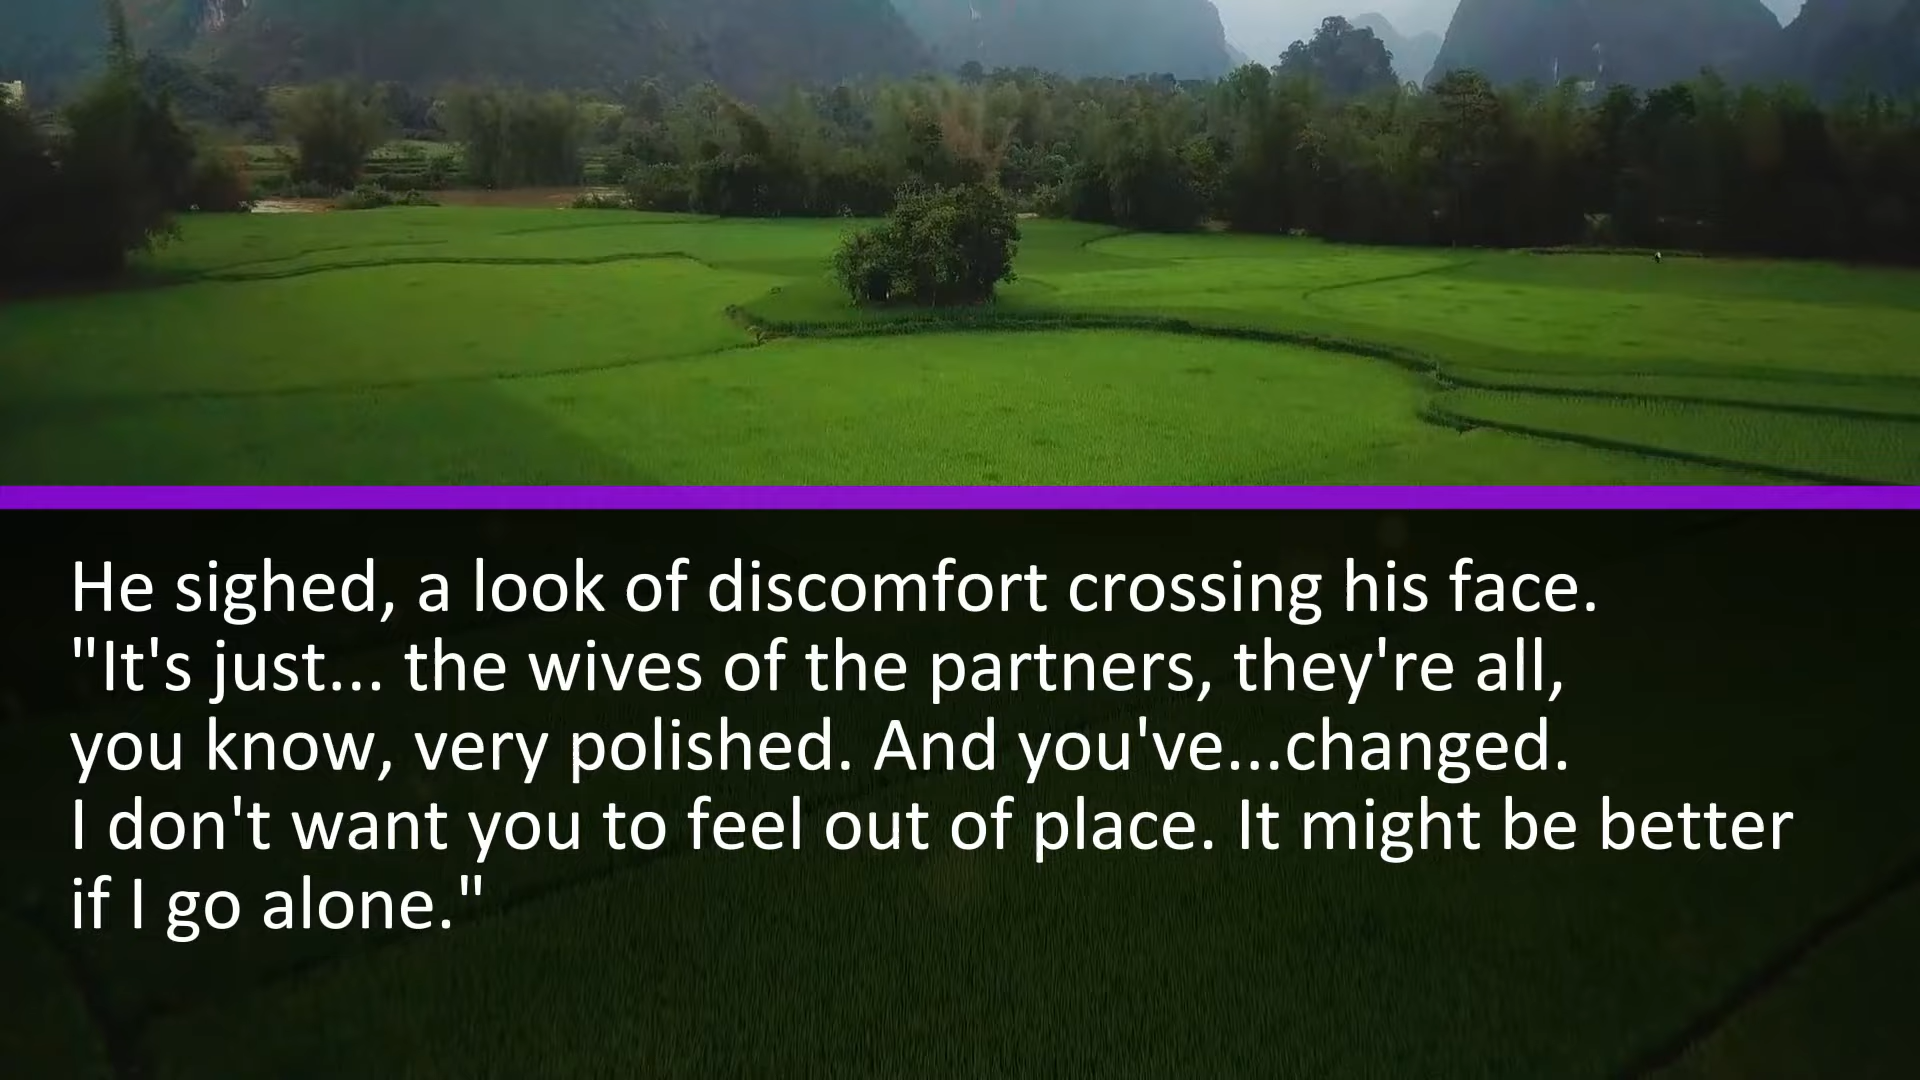 He sighed, a look of discomfort crossing his face.
"It's just... the wives of the partners, they're all,
you know, very polished. And you've...changed.
I don't want you to feel out of place. It might be better
if I go alone."